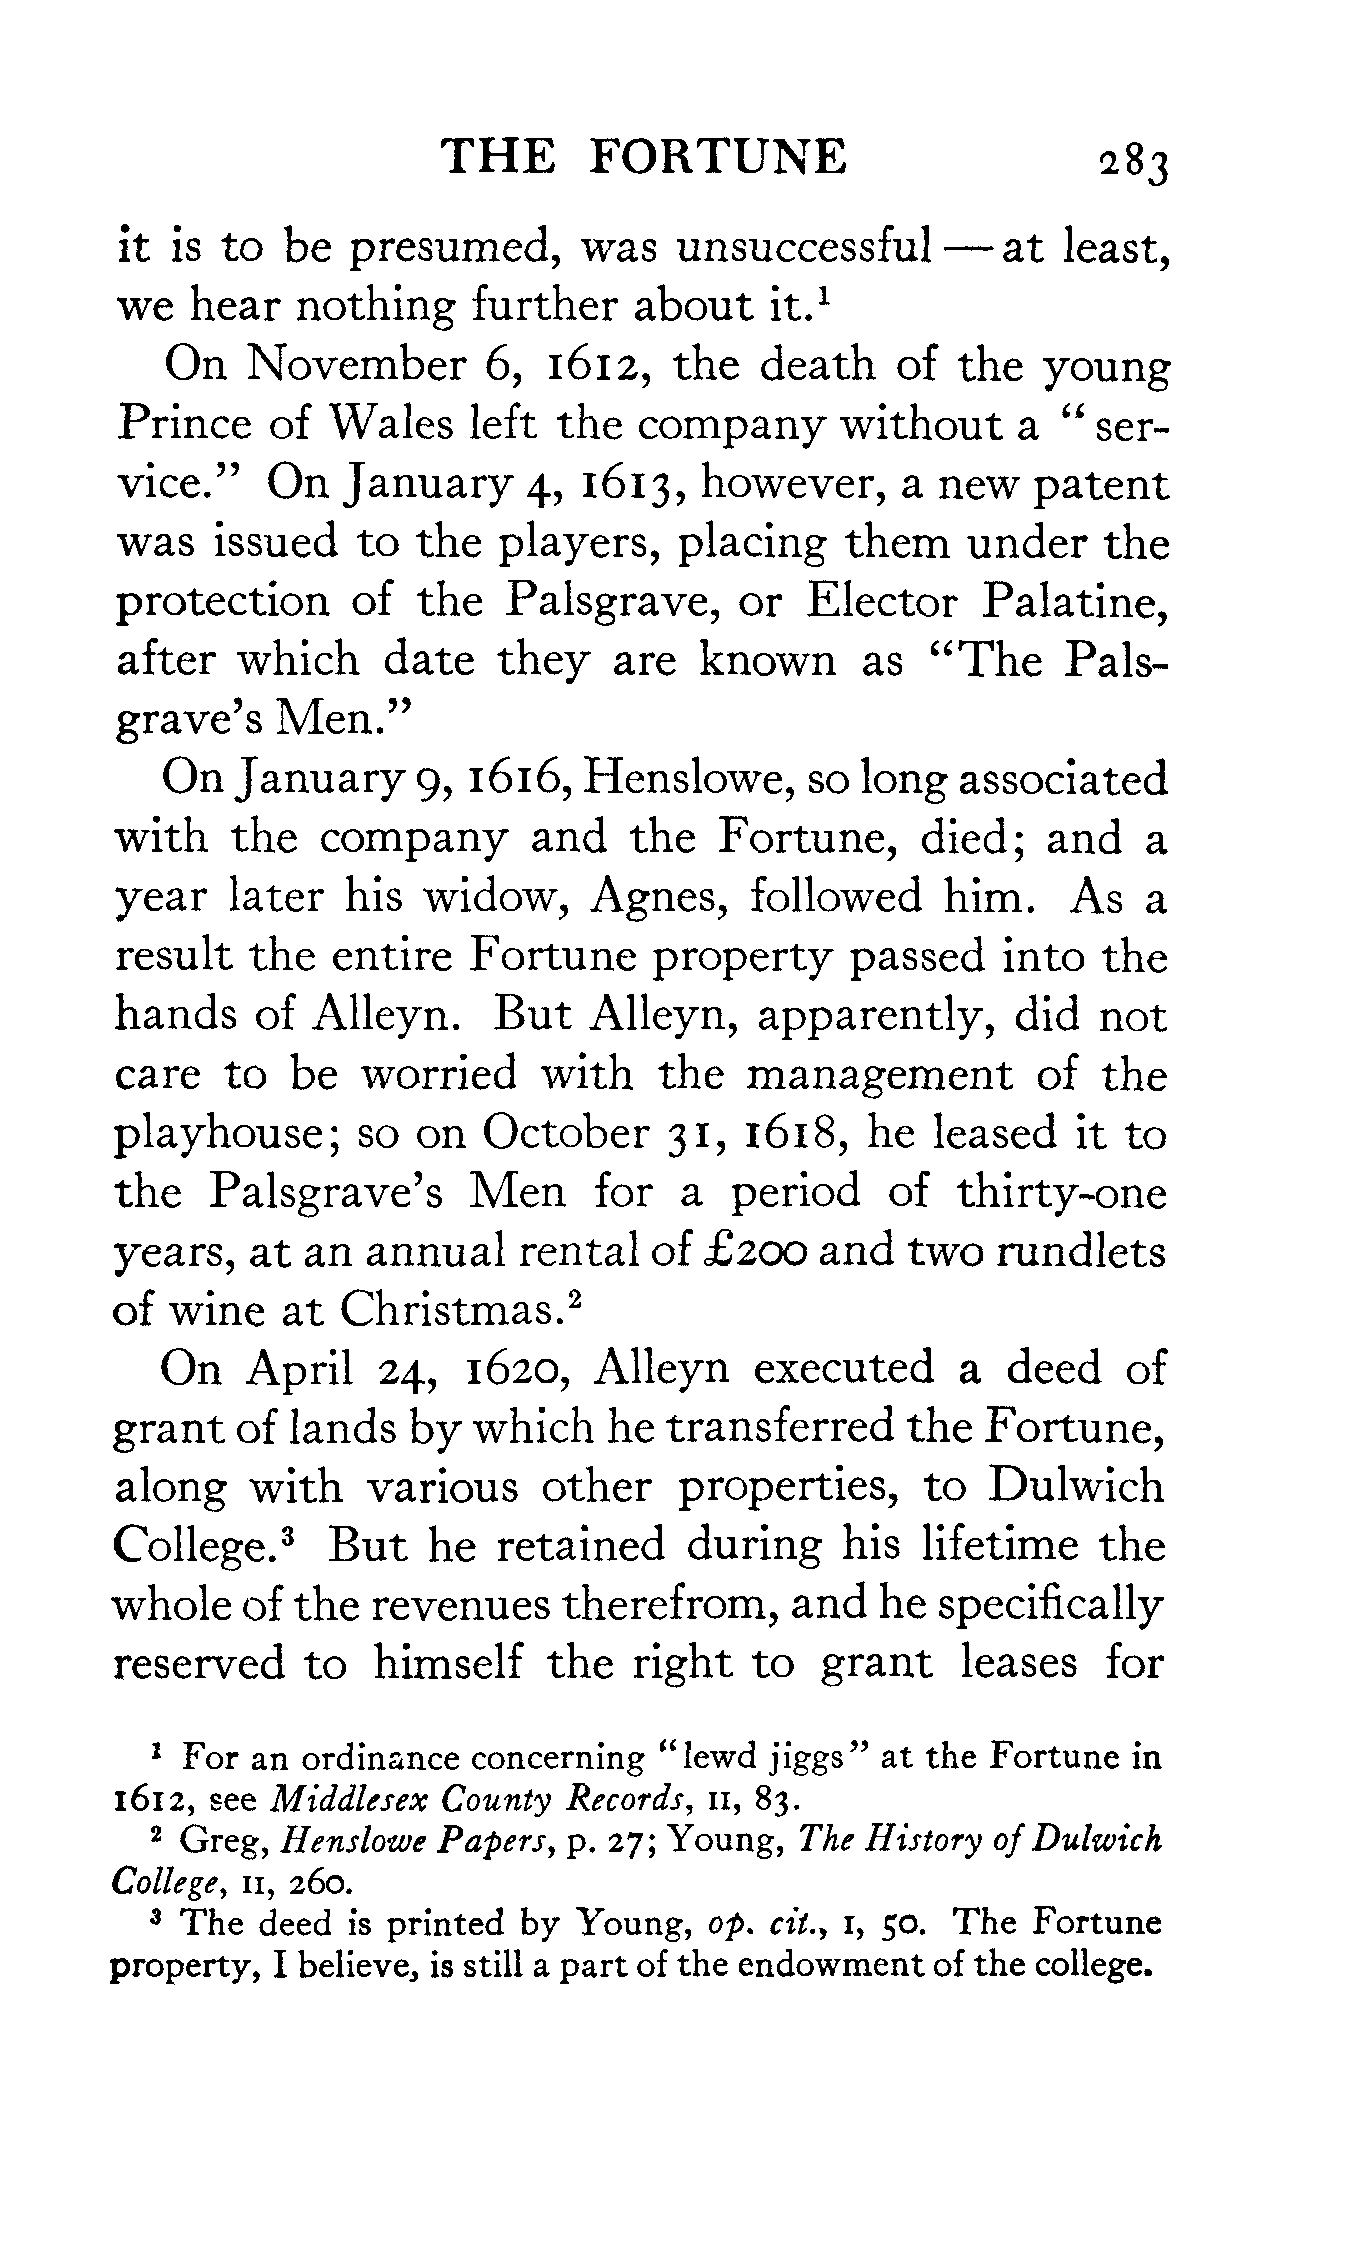 THE FORTUNE 283
it is to be presumed, was unsuccessful — at least,
we hear nothing further about it.¹
On November 6, 1612, the death of the young
Prince of Wales left the company without a “ ser-
vice.” On January 4, 1613, however, a new patent
was issued to the players, placing them under the
protection of the Palsgrave, or Elector Palatine,
after which date they are known as “The Pals-
grave’s Men.”
On January 9, 1616, Henslowe, so long associated
with the company and the Fortune, died; and a
year later his widow, Agnes, followed him. As a
result the entire Fortune property passed into the
hands of Alleyn. But Alleyn, apparently, did not
care to be worried with the management of the
playhouse; so on October 31, 1618, he leased it to
the Palsgrave’s Men for a period of thirty-one
years, at an annual rental of £200 and two rundlets
of wine at Christmas.²
On April 24, 1620, Alleyn executed a deed of
grant of lands by which he transferred the Fortune,
along with various other properties, to Dulwich
College.³ But he retained during his lifetime the
whole of the revenues therefrom, and he specifically
reserved to himself the right to grant leases for
¹ For an ordinance concerning “lewd jiggs” at the Fortune in
1612, see Middlesex County Records, II, 83.
² Greg, Henslowe Papers, p. 27; Young, The History of Dulwich
College, II, 260.
³ The deed is printed by Young, op. cit., I, 50. The Fortune
property, I believe, is still a part of the endowment of the college.